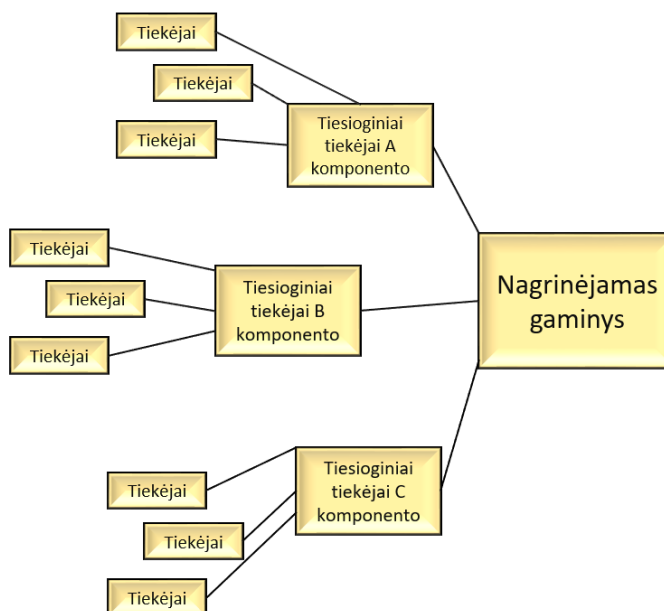 Tiekėjai
Tiekėjai
Tiekėjai
Tiesioginiai
tiekėjai A
komponento
Tiekėjai
Tiekėjai
Tiekėjai
Tiesioginiai
tiekėjai B
komponento
Nagrinėjamas
gaminys
Tiekėjai
Tiekėjai
Tiekėjai
Tiesioginiai
tiekėjai C
komponento